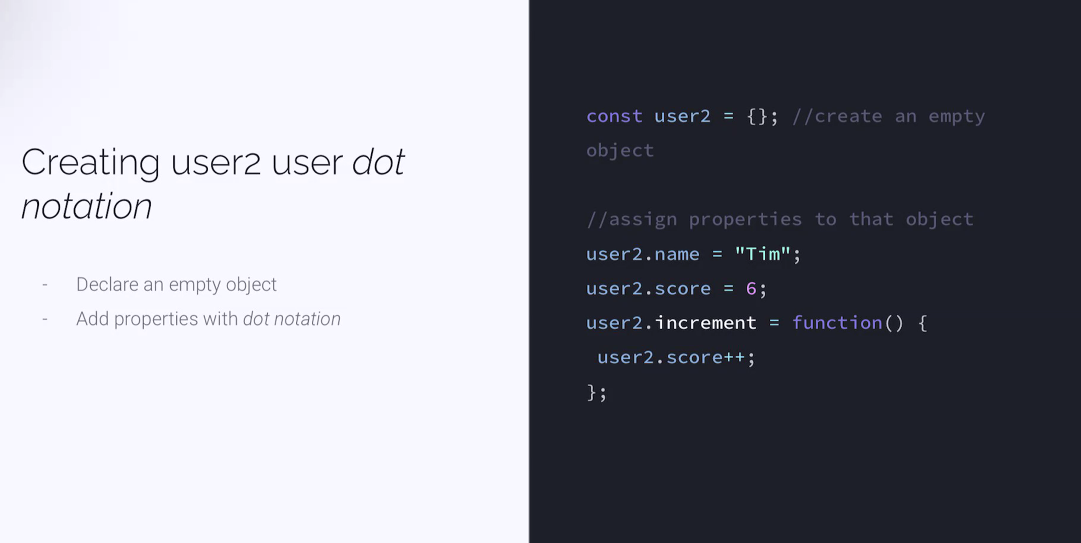 Creating user2 user dot
notation
- Declare an empty object
- Add properties with dot notation
const user2 = {}; //create an empty
object
//assign properties to that object
user2.name = "Tim";
user2.score = 6;
user2.increment = function() {
 user2.score++;
};